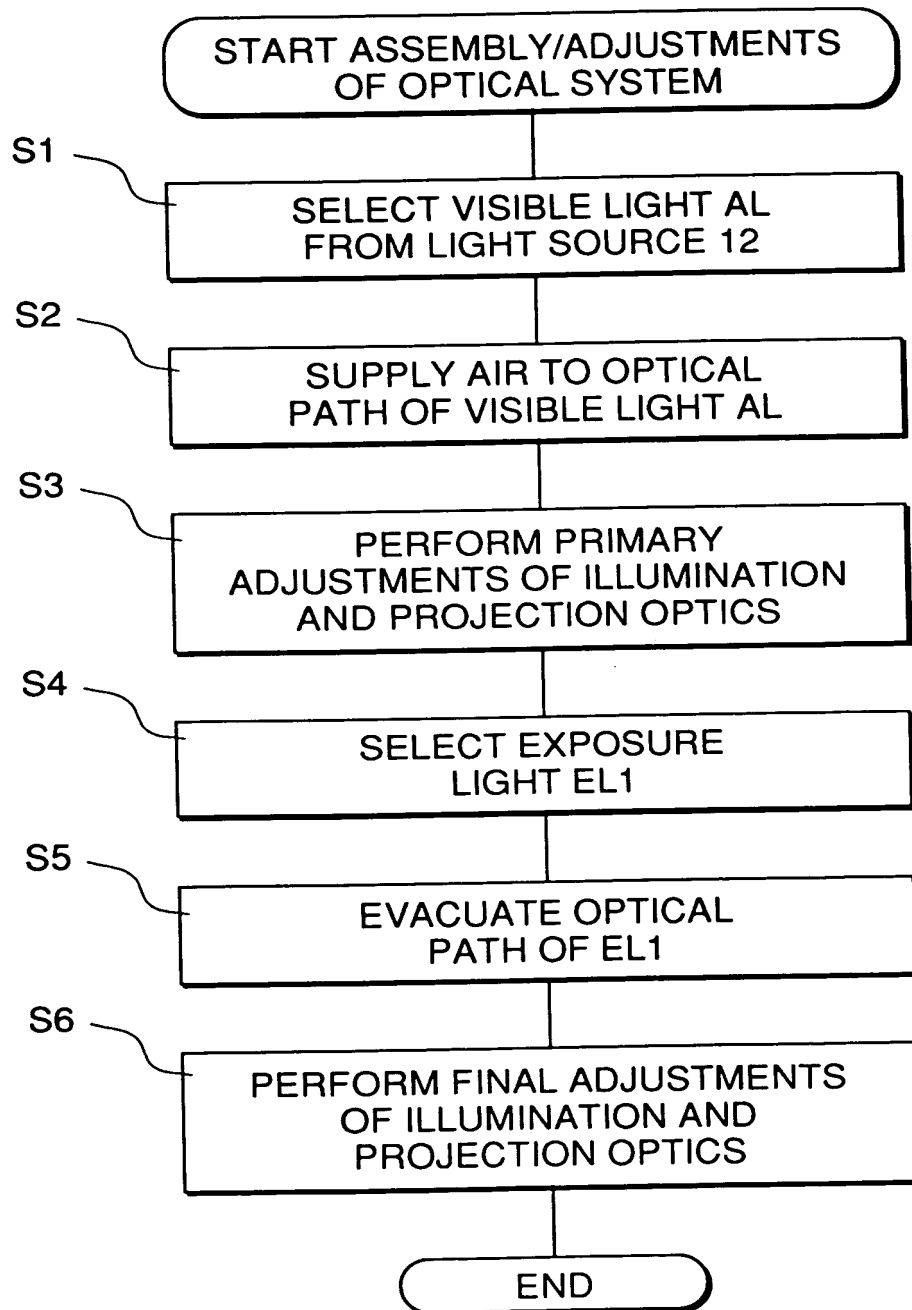 START ASSEMBLY/ADJUSTMENTS
OF OPTICAL SYSTEM
S1
SELECT VISIBLE LIGHT AL
FROM LIGHT SOURCE 12
S2
SUPPLY AIR TO OPTICAL
PATH OF VISIBLE LIGHT AL
S3
PERFORM PRIMARY
ADJUSTMENTS OF ILLUMINATION
AND PROJECTION OPTICS
S4
SELECT EXPOSURE
LIGHT EL1
S5
EVACUATE OPTICAL
PATH OF EL1
S6
PERFORM FINAL ADJUSTMENTS
OF ILLUMINATION AND
PROJECTION OPTICS
END